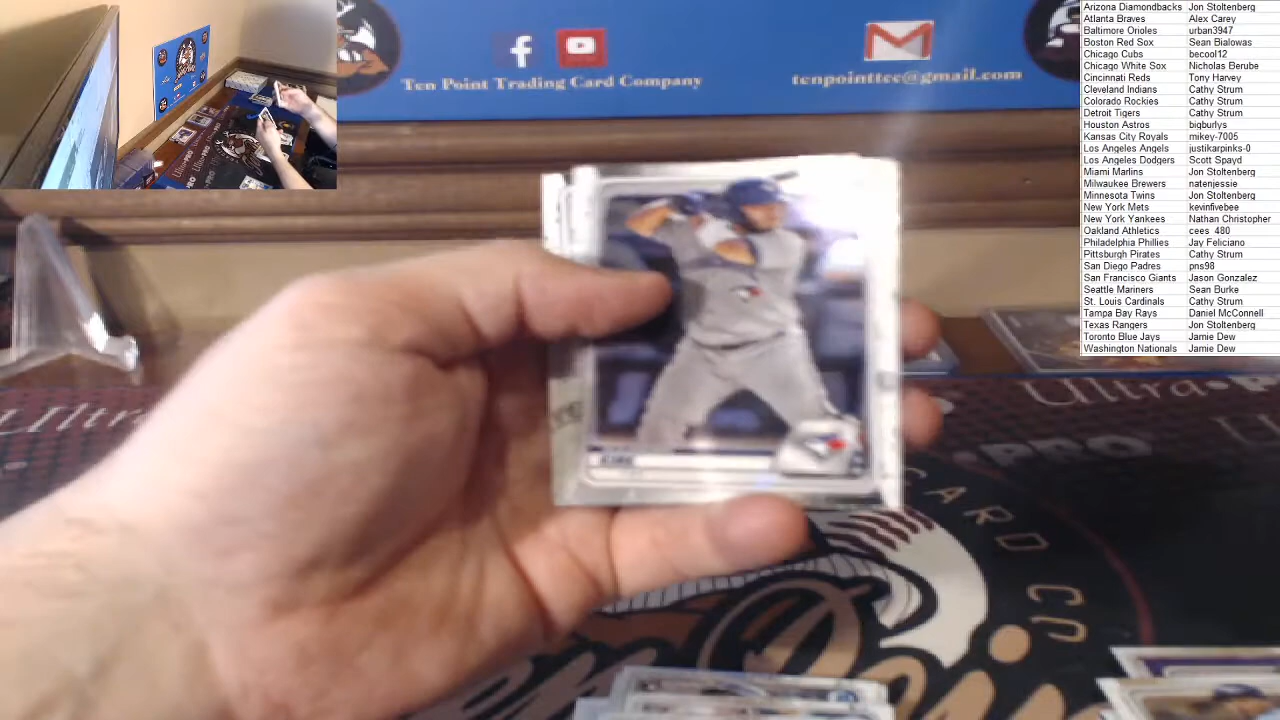 Ten Point Trading Card Company
tenpointtcc@gmail.com
Arizona Diamondbacks Jon Stoltenberg
Atlanta Braves Alex Carey
Baltimore Orioles urban3947
Boston Red Sox Sean Bialowas
Chicago Cubs becool12
Chicago White Sox Nicholas Berube
Cincinnati Reds Tony Harvey
Cleveland Indians Cathy Strum
Colorado Rockies Cathy Strum
Detroit Tigers Cathy Strum
Houston Astros bigburlys
Kansas City Royals mikey-7005
Los Angeles Angels justikarpinks-0
Los Angeles Dodgers Scott Spayd
Miami Marlins Jon Stoltenberg
Milwaukee Brewers natenjessie
Minnesota Twins Jon Stoltenberg
New York Mets kevinfivebee
New York Yankees Nathan Christopher
Oakland Athletics cees_480
Philadelphia Phillies Jay Feliciano
Pittsburgh Pirates Cathy Strum
San Diego Padres pns98
San Francisco Giants Jason Gonzalez
Seattle Mariners Sean Burke
St. Louis Cardinals Cathy Strum
Tampa Bay Rays Daniel McConnell
Texas Rangers Jon Stoltenberg
Toronto Blue Jays Jamie Dew
Washington Nationals Jamie Dew
Ultra
PRO
CARD CO